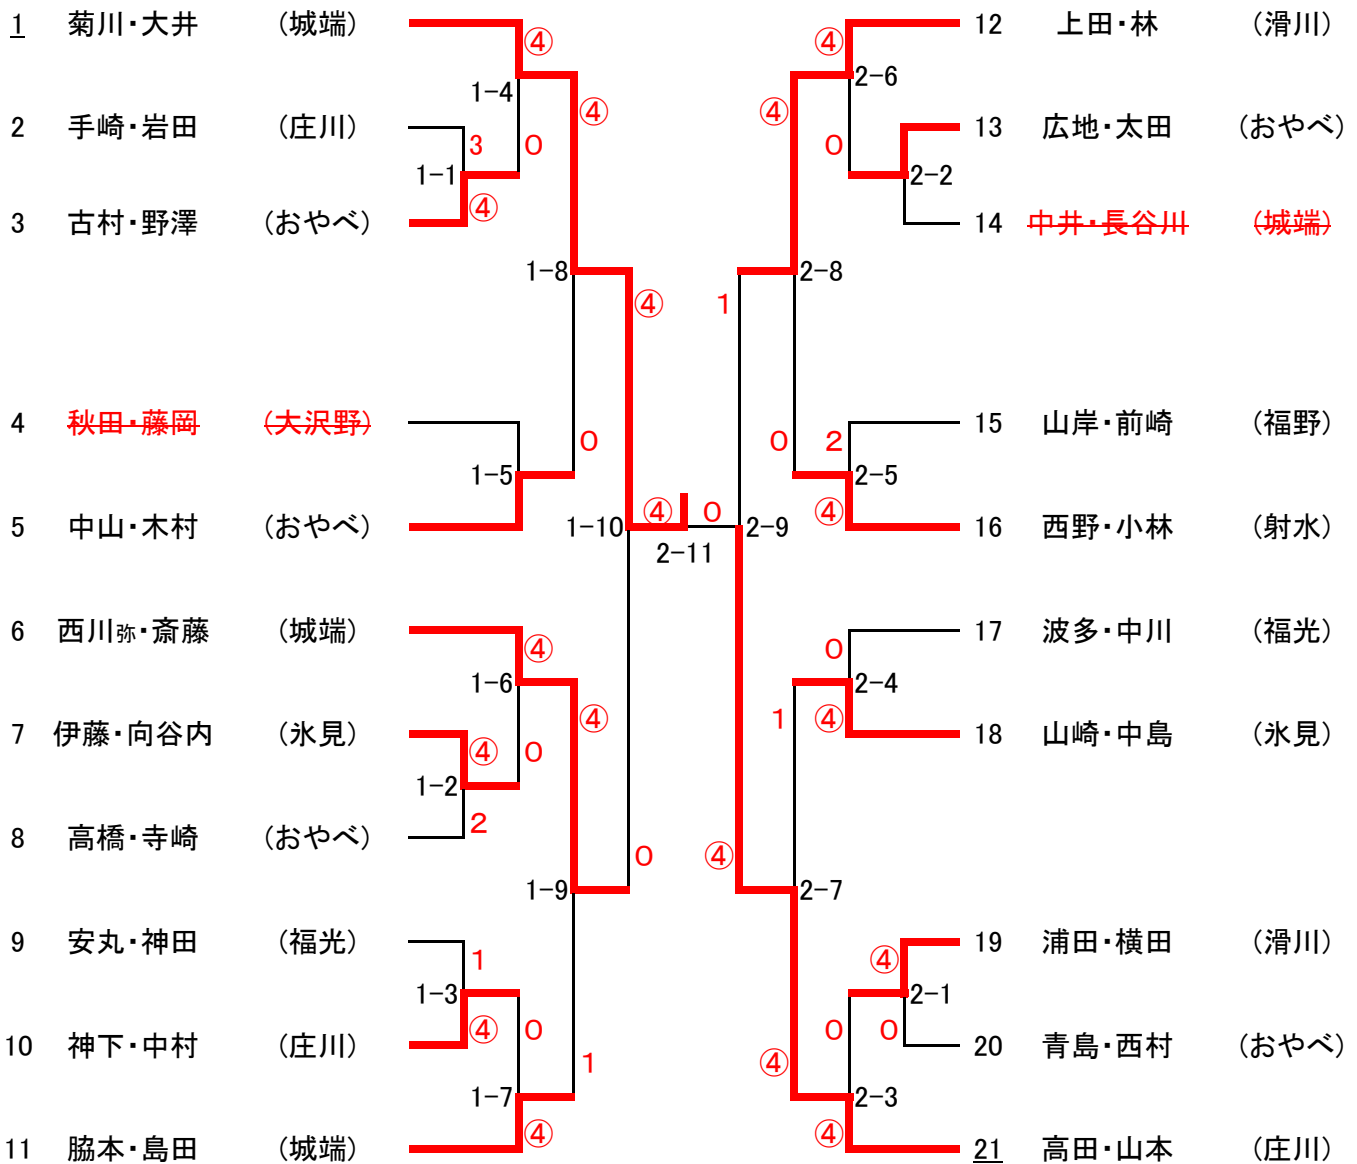 1 菊川・大井 (城端) ④ ④ 12 上田・林 (滑川)
1-4 ④ ④ 2-6
2 手崎・岩田 (庄川) 3 0 0 13 広地・太田 (おやべ)
1-1 2-2
3 古村・野澤 (おやべ) ④ 14 中井・長谷川 (城端)
1-8 ④ 1 2-8
4 秋田・藤岡 (大沢野) 0 0 2 15 山岸・前崎 (福野)
1-5 2-5
5 中山・木村 (おやべ) 1-10 ④ 0 2-9 ④ 16 西野・小林 (射水)
2-11
6 西川弥・斎藤 (城端) ④ 0 17 波多・中川 (福光)
1-6 2-4
7 伊藤・向谷内 (氷見) ④ 0 ④ 1 ④ 18 山崎・中島 (氷見)
1-2
8 高橋・寺崎 (おやべ) 2 0 ④
1-9 2-7
9 安丸・神田 (福光) 1 ④ 19 浦田・横田 (滑川)
1-3 2-1
10 神下・中村 (庄川) ④ 0 1 ④ 0 0 20 青島・西村 (おやべ)
1-7 2-3
11 脇本・島田 (城端) ④ ④ 21 高田・山本 (庄川)